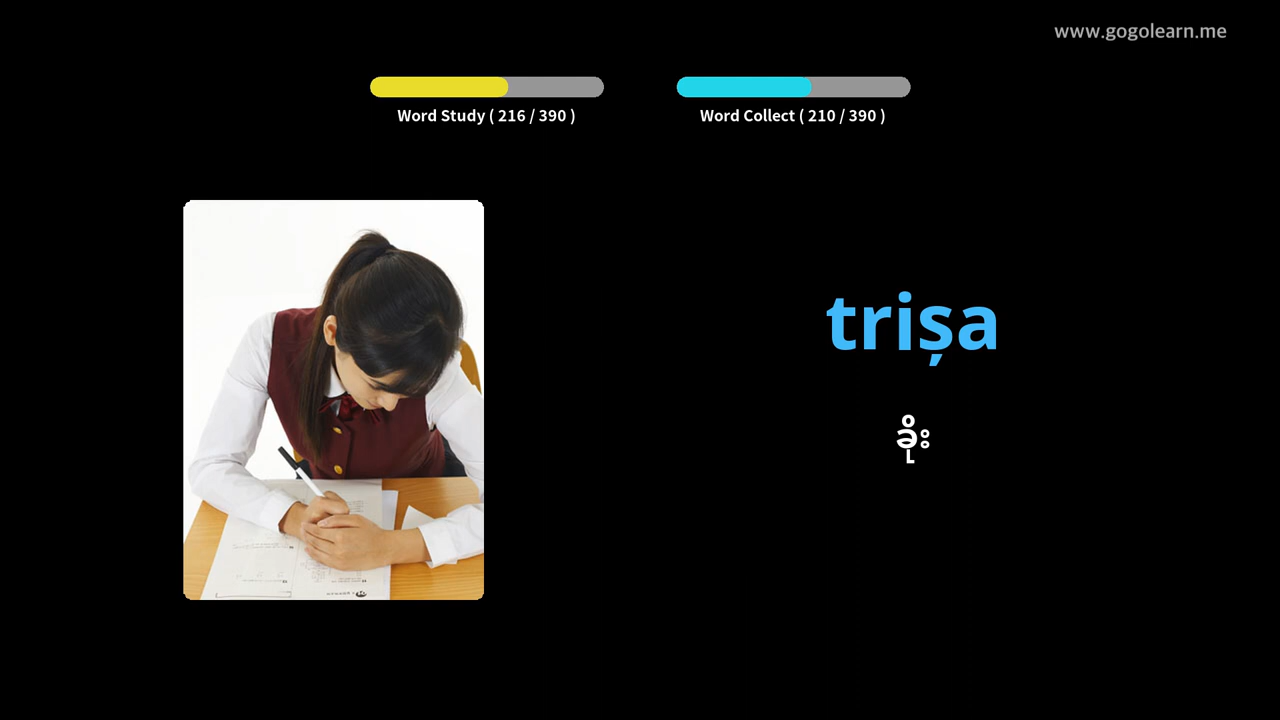 www.gogolearn.me
Word Study ( 216 / 390 )
Word Collect ( 210 / 390 )
trișa
ခိုး